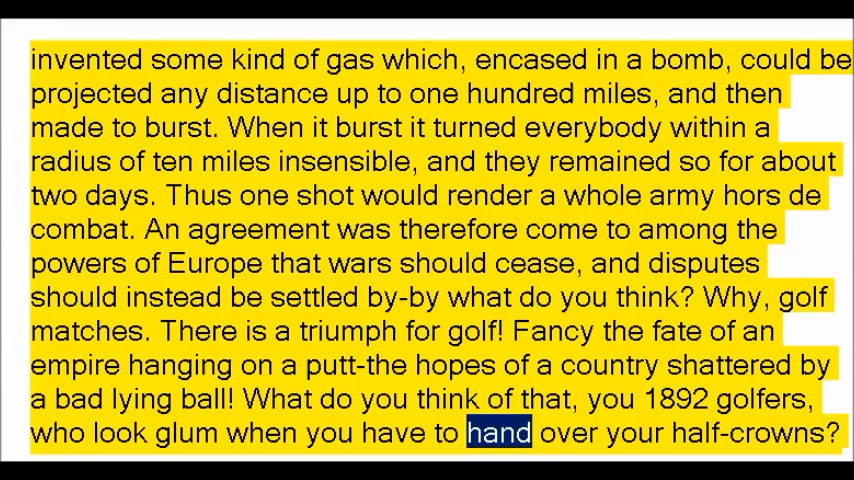 invented some kind of gas which, encased in a bomb, could be
projected any distance up to one hundred miles, and then
made to burst. When it burst it turned everybody within a
radius of ten miles insensible, and they remained so for about
two days. Thus one shot would render a whole army hors de
combat. An agreement was therefore come to among the
powers of Europe that wars should cease, and disputes
should instead be settled by-by what do you think? Why, golf
matches. There is a triumph for golf! Fancy the fate of an
empire hanging on a putt-the hopes of a country shattered by
a bad lying ball! What do you think of that, you 1892 golfers,
who look glum when you have to hand over your half-crowns?